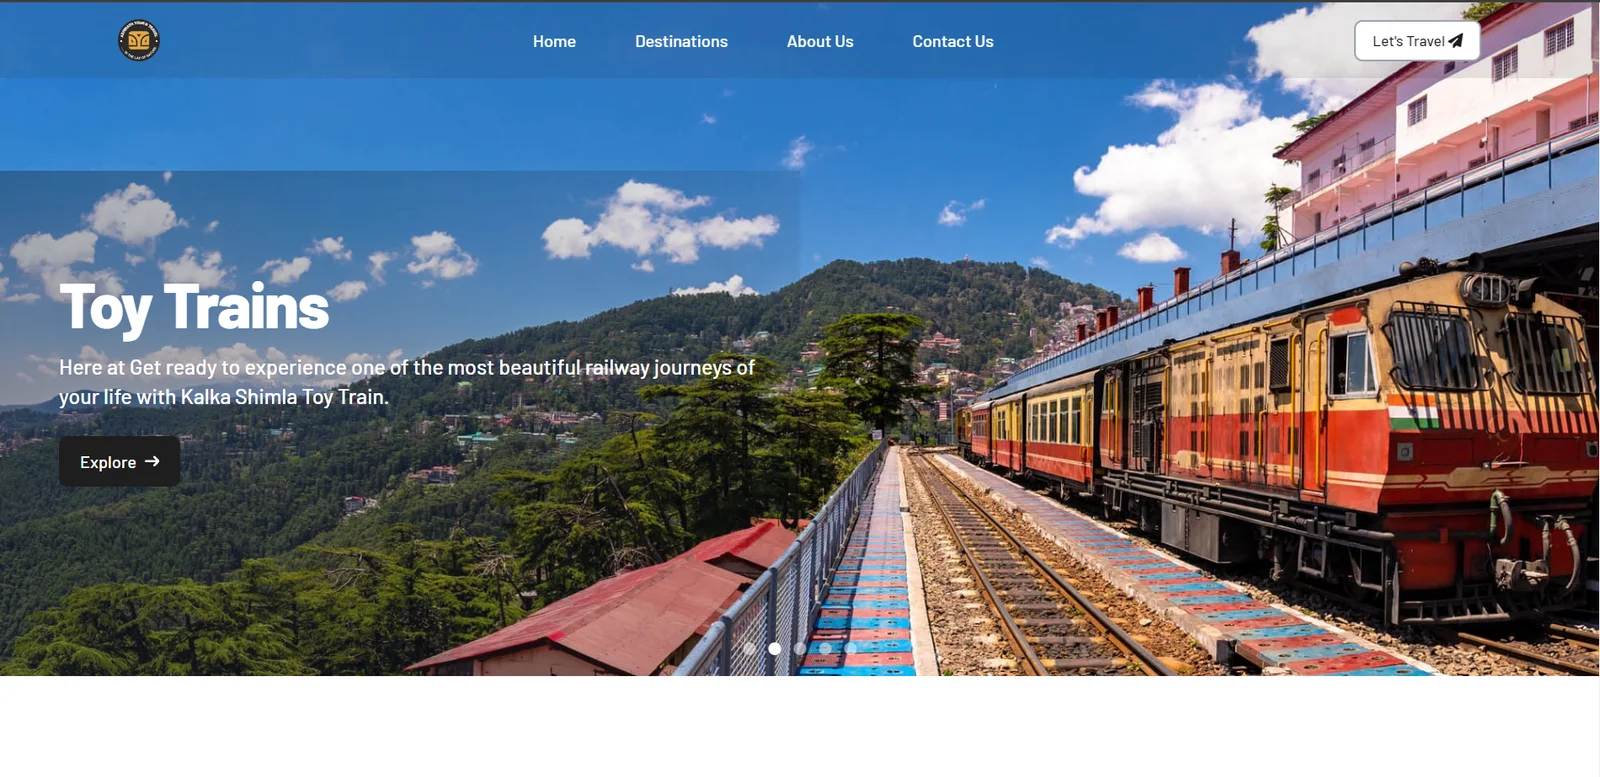 Home
Destinations
About Us
Contact Us
Let's Travel
Toy Trains
Here at Get ready to experience one of the most beautiful railway journeys of
your life with Kalka Shimla Toy Train.
Explore